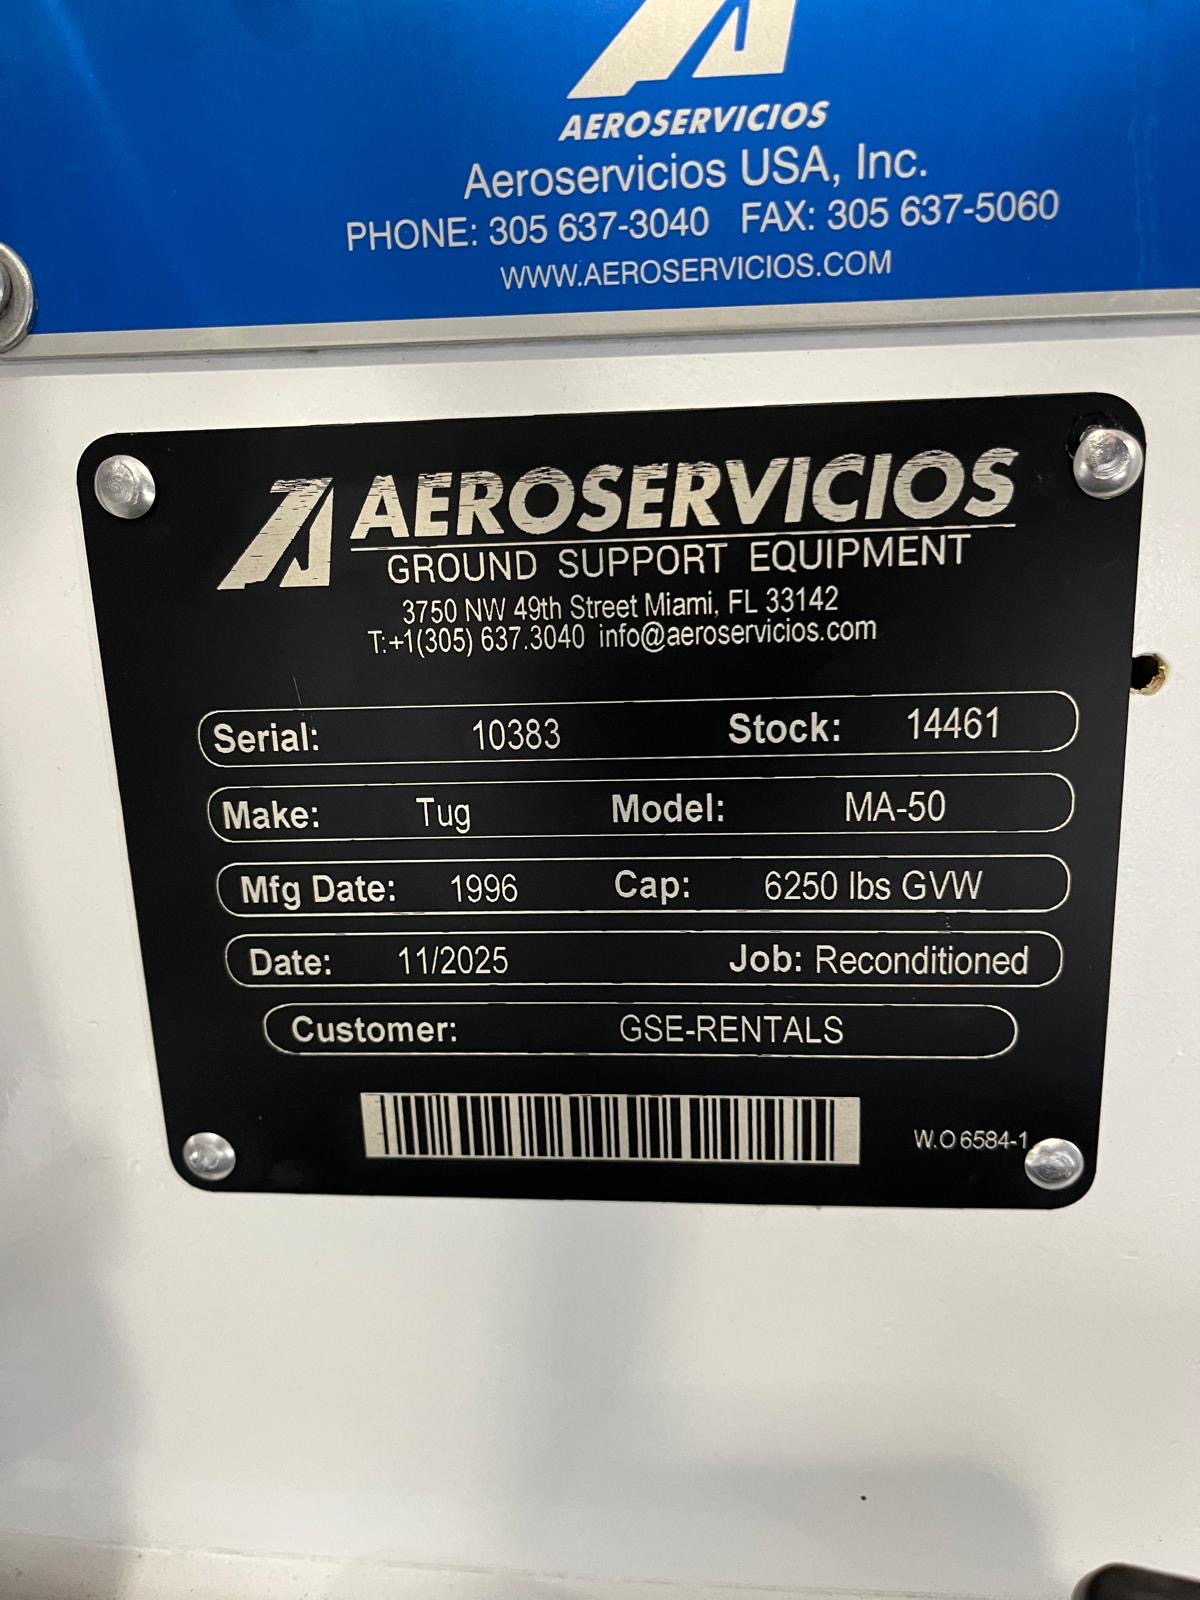 AEROSERVICIOS
Aeroservicios USA, Inc.
PHONE: 305 637-3040 FAX: 305 637-5060
WWW.AEROSERVICIOS.COM
AEROSERVICIOS
GROUND SUPPORT EQUIPMENT
3750 NW 49th Street Miami, FL 33142
T:+1(305) 637.3040 info@aeroservicios.com
Serial: 10383 Stock: 14461
Make: Tug Model: MA-50
Mfg Date: 1996 Cap: 6250 lbs GVW
Date: 11/2025 Job: Reconditioned
Customer: GSE-RENTALS
W.O 6584-1